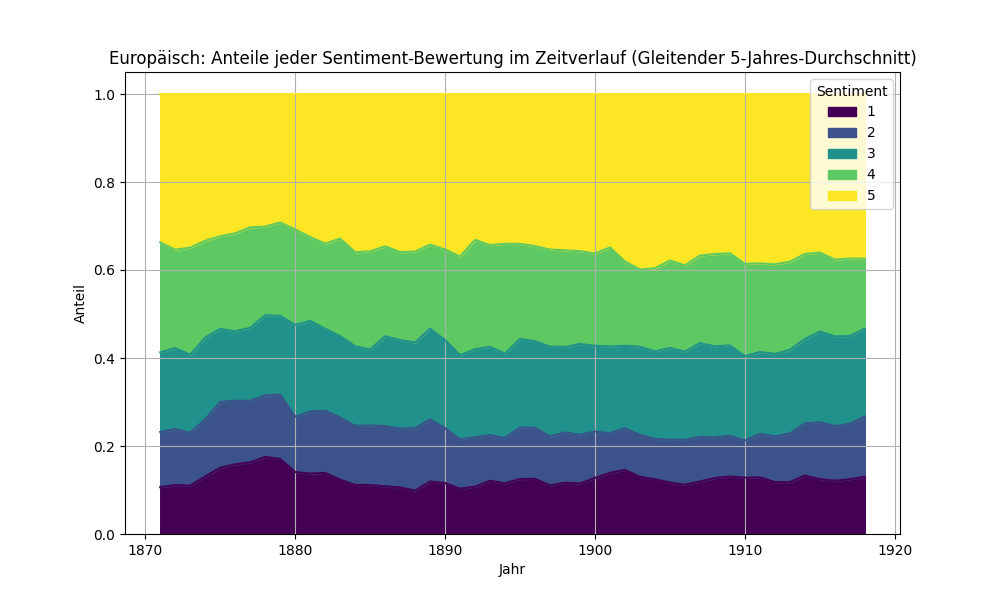 Europäisch: Anteile jeder Sentiment-Bewertung im Zeitverlauf (Gleitender 5-Jahres-Durchschnitt)
Sentiment
1
2
3
4
5
1.0
0.8
0.6
0.4
0.2
0.0
Anteil
1870 1880 1890 1900 1910 1920
Jahr